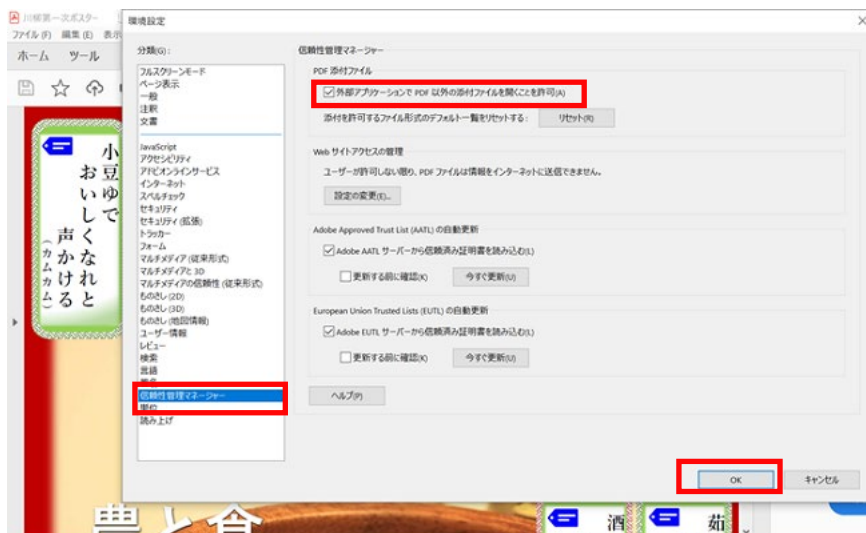 川柳第一次ポスター
ファイル(F) 編集(E) 表示
ホーム ツール
小豆ゆで
おいしくなれと
声かける
(カムカム)
環境設定
分類(G):
フルスクリーンモード
ページ表示
一般
注釈
文書
JavaScript
アクセシビリティ
アドビオンラインサービス
インターネット
スペルチェック
セキュリティ
セキュリティ (拡張)
トラッカー
フォーム
マルチメディア (従来形式)
マルチメディアと 3D
マルチメディアの信頼性 (従来形式)
ものさし (2D)
ものさし (3D)
ものさし (地図情報)
ユーザー情報
レビュー
検索
言語
信頼性管理マネージャー
単位
読み上げ
信頼性管理マネージャー
PDF 添付ファイル
外部アプリケーションで PDF 以外の添付ファイルを開くことを許可(A)
添付を許可するファイル形式のデフォルト一覧をリセットする: リセット(R)
Web サイトアクセスの管理
ユーザーが許可しない限り、PDF ファイルは情報をインターネットに送信できません。
設定の変更(E)...
Adobe Approved Trust List (AATL) の自動更新
Adobe AATL サーバーから信頼済み証明書を読み込む(L)
更新する前に確認(K) 今すぐ更新(U)
European Union Trusted Lists (EUTL) の自動更新
Adobe EUTL サーバーから信頼済み証明書を読み込む(L)
更新する前に確認(K) 今すぐ更新(U)
ヘルプ(P)
OK キャンセル
農と食
酒
茹